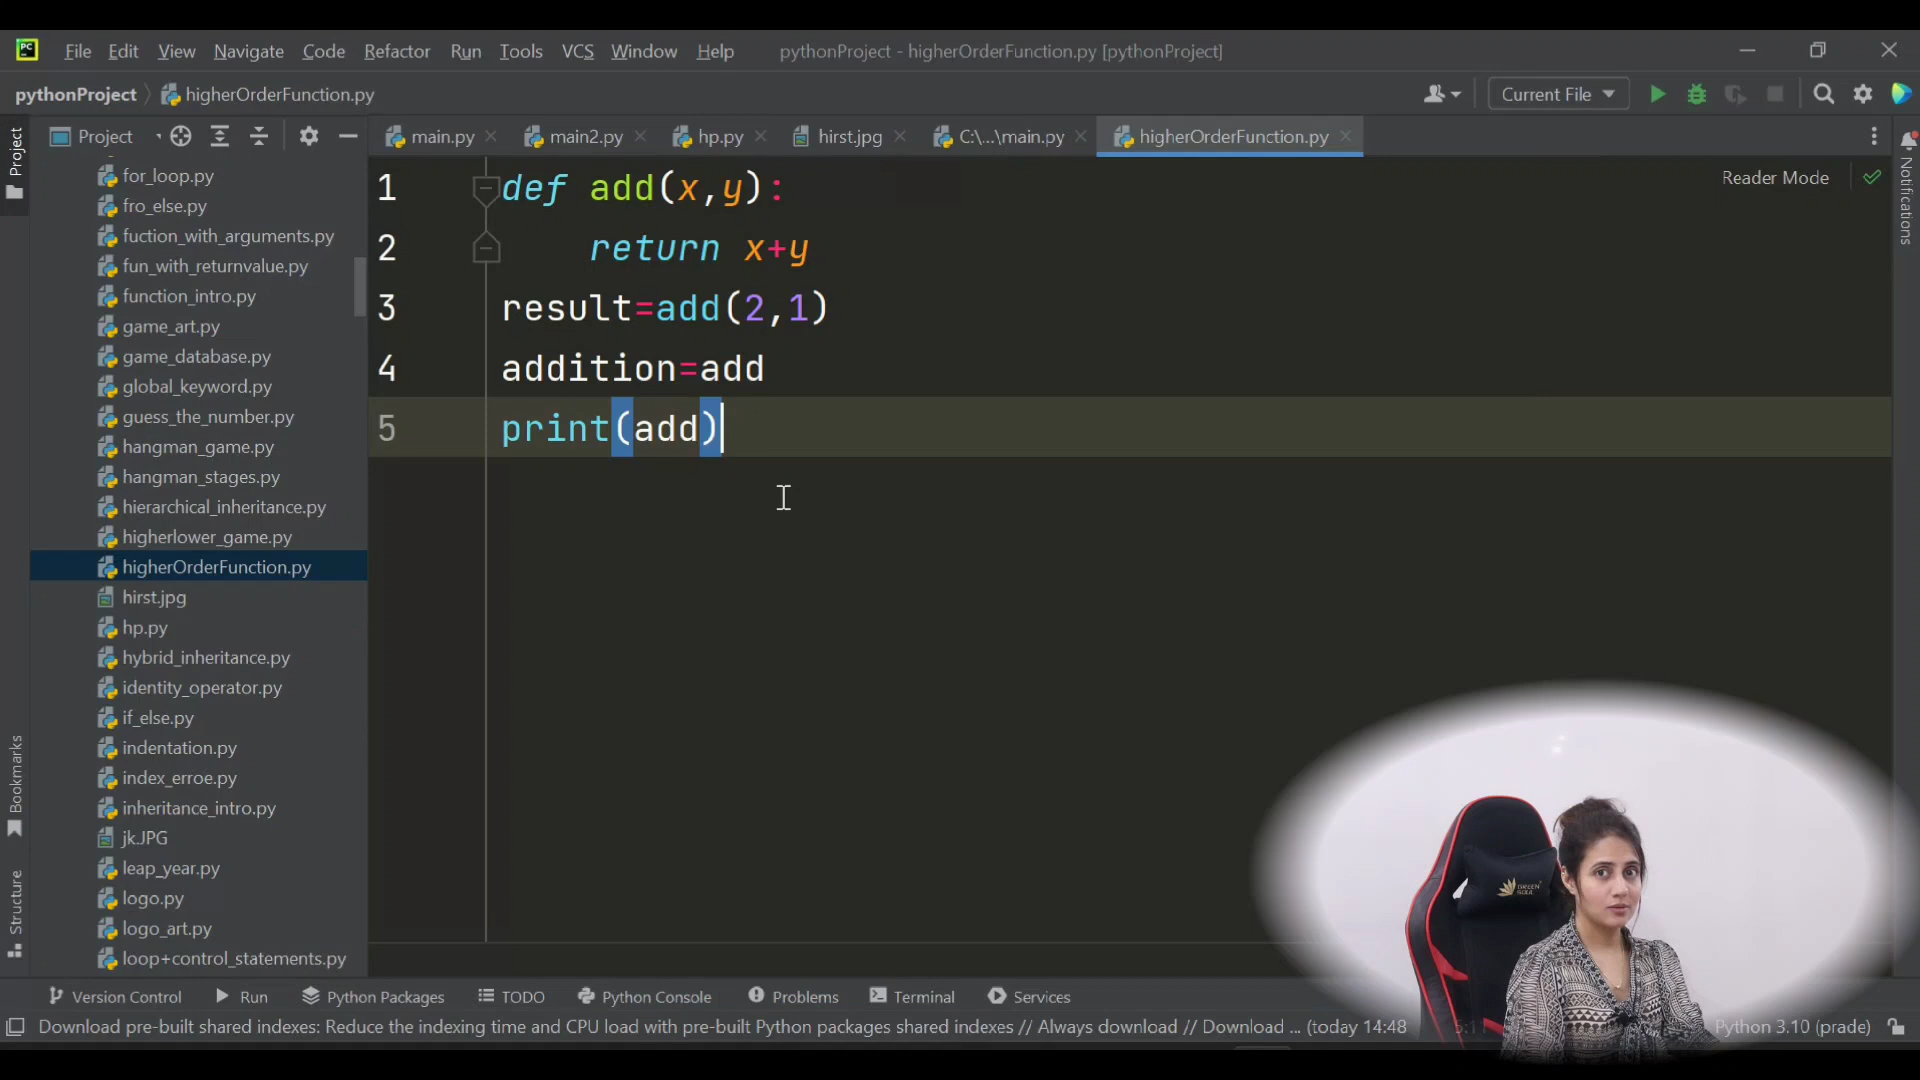 PC
File Edit View Navigate Code Refactor Run Tools VCS Window Help pythonProject - higherOrderFunction.py [pythonProject]
pythonProject higherOrderFunction.py Current File
Project main.py main2.py hp.py hirst.jpg C:\...\main.py higherOrderFunction.py
Project
Notifications
Reader Mode
for_loop.py
fro_else.py
fuction_with_arguments.py
fun_with_returnvalue.py
function_intro.py
game_art.py
game_database.py
global_keyword.py
guess_the_number.py
hangman_game.py
hangman_stages.py
hierarchical_inheritance.py
higherlower_game.py
higherOrderFunction.py
hirst.jpg
hp.py
hybrid_inheritance.py
identity_operator.py
if_else.py
indentation.py
index_erroe.py
inheritance_intro.py
jk.JPG
leap_year.py
logo.py
logo_art.py
loop+control_statements.py
1 def add(x,y):
2 return x+y
3 result=add(2,1)
4 addition=add
5 print(add)
Bookmarks
Structure
GREEN SOUL
Version Control Run Python Packages TODO Python Console Problems Terminal Services
Download pre-built shared indexes: Reduce the indexing time and CPU load with pre-built Python packages shared indexes // Always download // Download ... (today 14:48 Python 3.10 (prade)